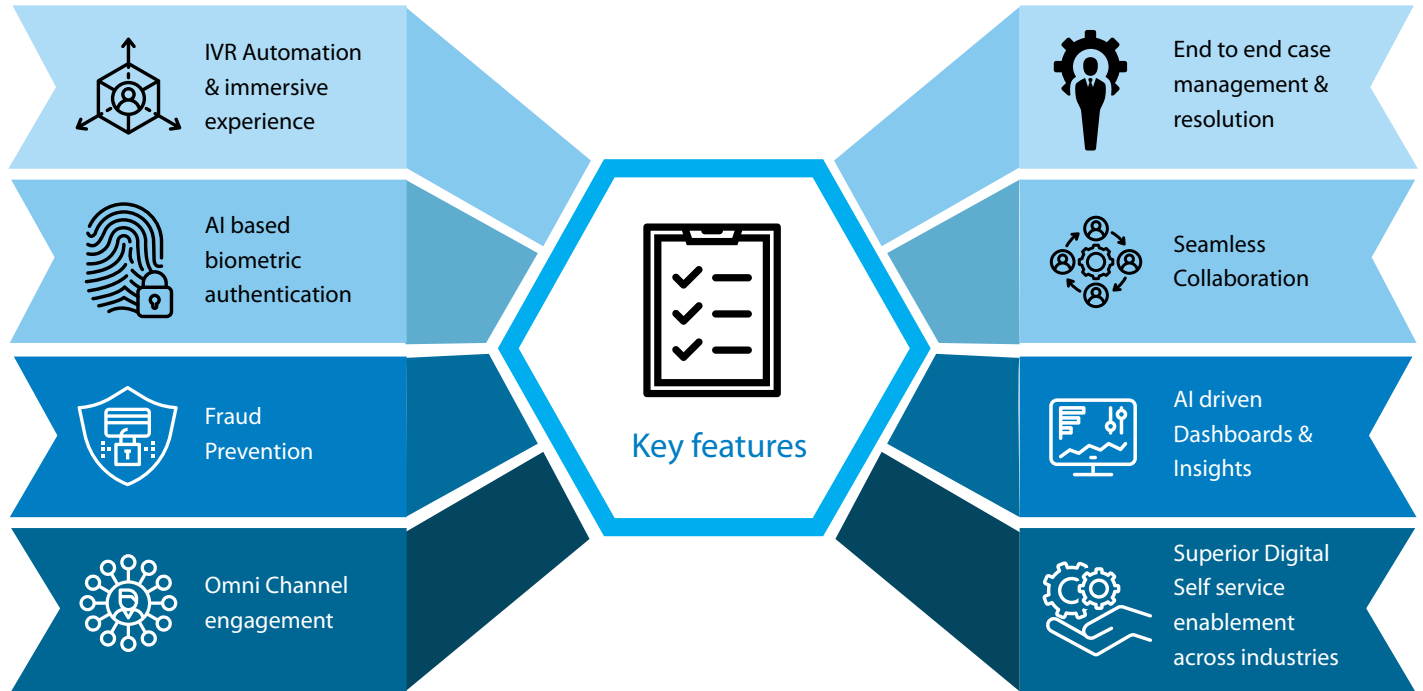 IVR Automation
& immersive
experience
AI based
biometric
authentication
Fraud
Prevention
Omni Channel
engagement
Key features
End to end case
management &
resolution
Seamless
Collaboration
AI driven
Dashboards &
Insights
Superior Digital
Self service
enablement
across industries